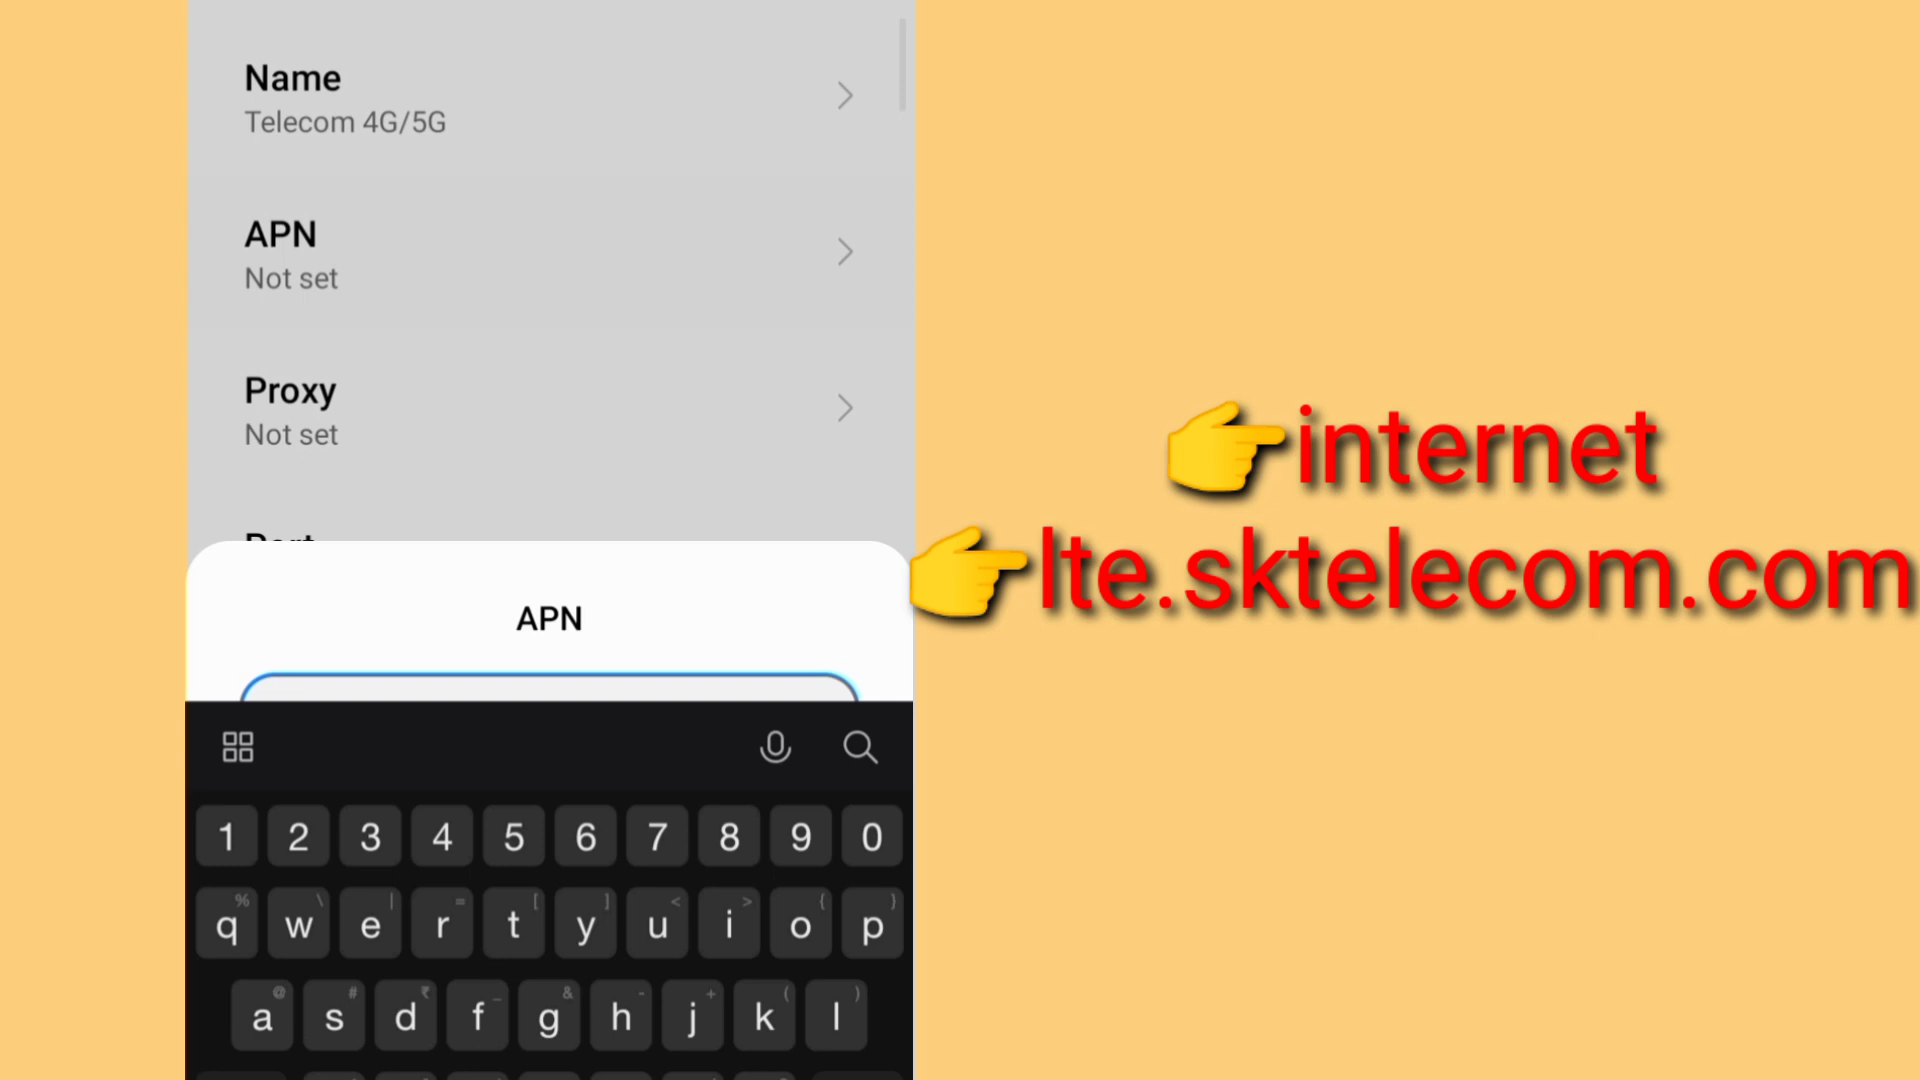 Name
Telecom 4G/5G
APN
Not set
Proxy
Not set
Port
APN
👉internet
👉lte.sktelecom.com
1 2 3 4 5 6 7 8 9 0
% \ | = [ ] < > { }
q w e r t y u i o p
@ # ₹ _ & - + ( )
a s d f g h j k l